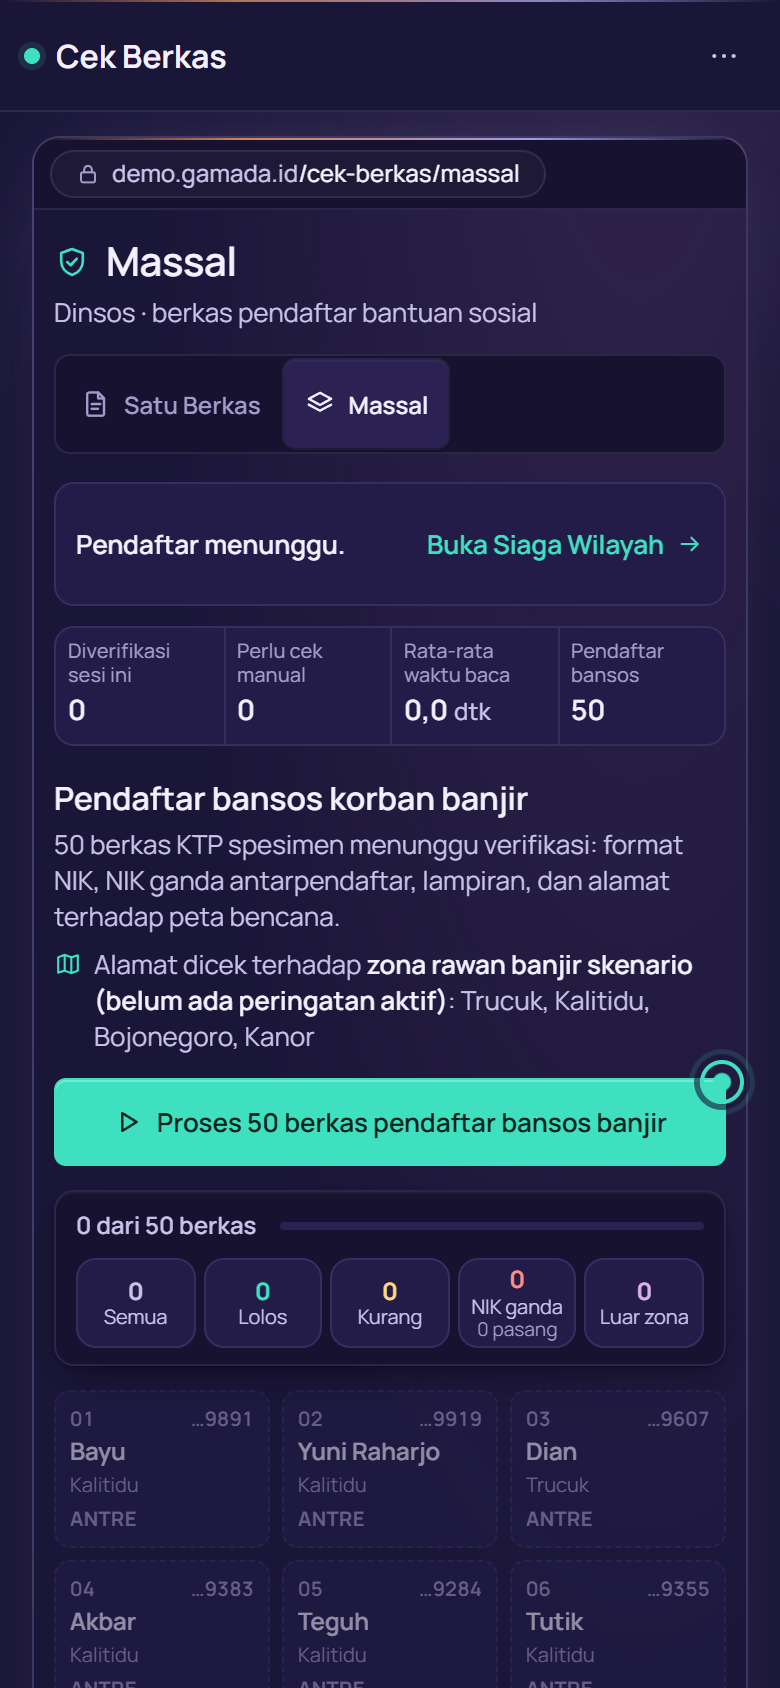 Cek Berkas
demo.gamada.id/cek-berkas/massal
Massal
Dinsos · berkas pendaftar bantuan sosial
Satu Berkas
Massal
Pendaftar menunggu.
Buka Siaga Wilayah →
Diverifikasi
sesi ini
0
Perlu cek
manual
0
Rata-rata
waktu baca
0,0 dtk
Pendaftar
bansos
50
Pendaftar bansos korban banjir
50 berkas KTP spesimen menunggu verifikasi: format
NIK, NIK ganda antarpendaftar, lampiran, dan alamat
terhadap peta bencana.
Alamat dicek terhadap zona rawan banjir skenario
(belum ada peringatan aktif): Trucuk, Kalitidu,
Bojonegoro, Kanor
Proses 50 berkas pendaftar bansos banjir
0 dari 50 berkas
0
Semua
0
Lolos
0
Kurang
0
NIK ganda
0 pasang
0
Luar zona
01 …9891
Bayu
Kalitidu
ANTRE
02 …9919
Yuni Raharjo
Kalitidu
ANTRE
03 …9607
Dian
Trucuk
ANTRE
04 …9383
Akbar
Kalitidu
ANTRE
05 …9284
Teguh
Kalitidu
ANTRE
06 …9355
Tutik
Kalitidu
ANTRE